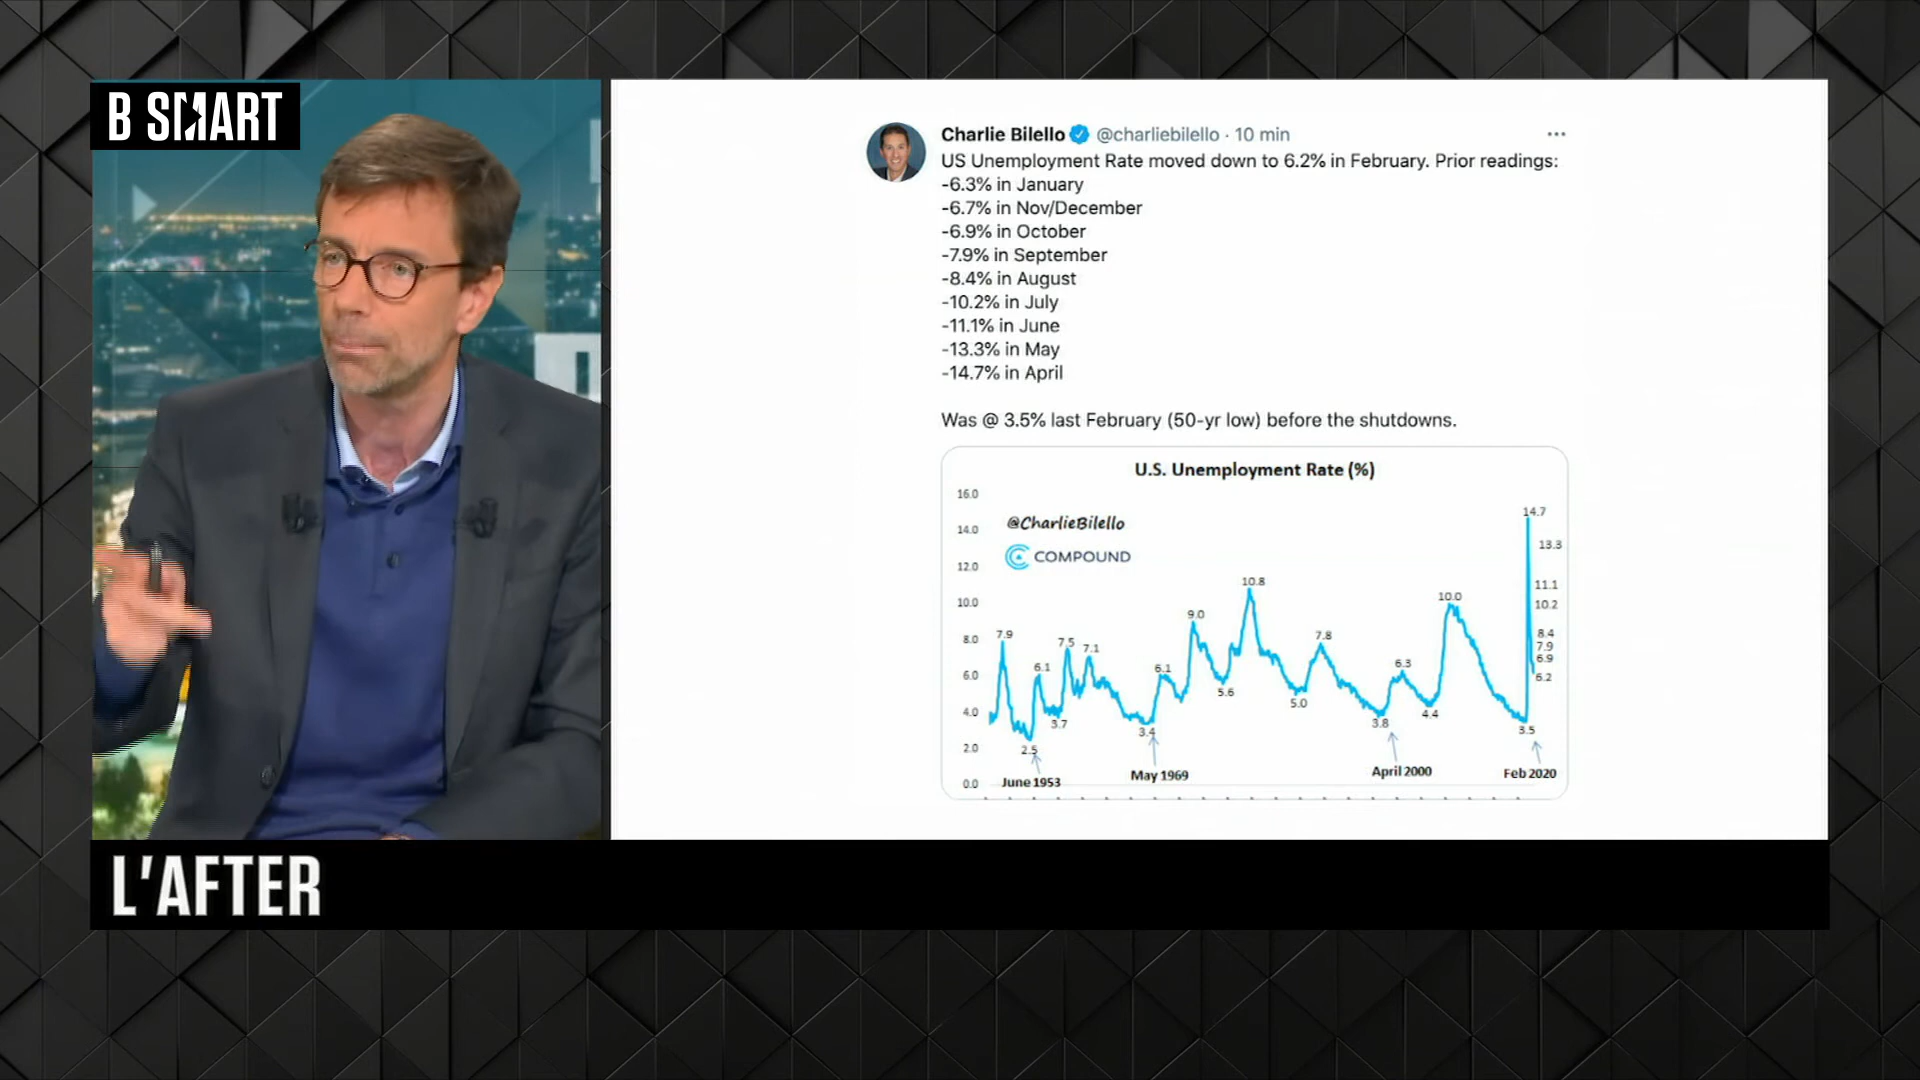 B SMART
Charlie Bilello @charliebilello · 10 min
US Unemployment Rate moved down to 6.2% in February. Prior readings:
-6.3% in January
-6.7% in Nov/December
-6.9% in October
-7.9% in September
-8.4% in August
-10.2% in July
-11.1% in June
-13.3% in May
-14.7% in April
Was @ 3.5% last February (50-yr low) before the shutdowns.
U.S. Unemployment Rate (%)
@CharlieBilello
COMPOUND
16.0
14.0
12.0
10.0
8.0
6.0
4.0
2.0
0.0
7.9
2.5
6.1
3.7
7.5
7.1
3.4
6.1
9.0
5.6
10.8
5.0
7.8
3.8
6.3
4.4
10.0
3.5
14.7
13.3
11.1
10.2
8.4
7.9
6.9
6.2
June 1953
May 1969
April 2000
Feb 2020
L'AFTER